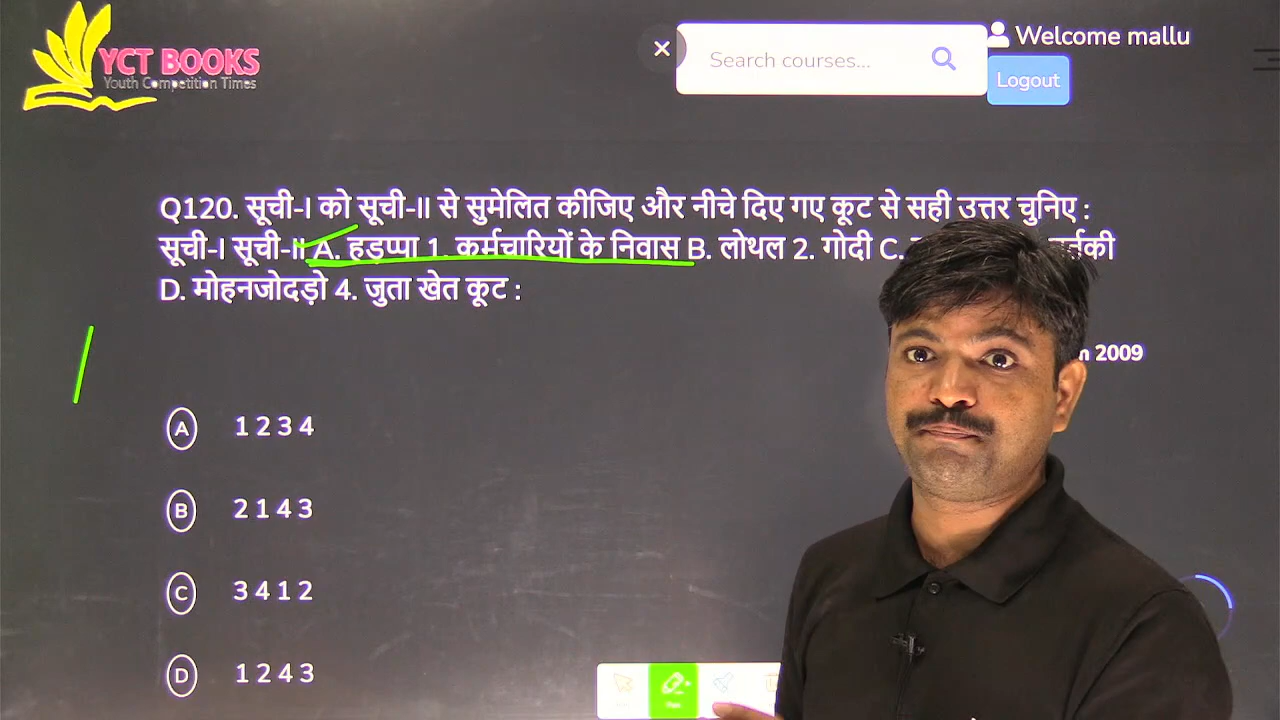 YCT BOOKS
Youth Competition Times
Search courses...
Welcome mallu
Logout
Q120. सूची-I को सूची-II से सुमेलित कीजिए और नीचे दिए गए कूट से सही उत्तर चुनिए :
सूची-I सूची-II A. हड़प्पा 1. कर्मचारियों के निवास B. लोथल 2. गोदी C.
D. मोहनजोदड़ो 4. जुता खेत कूट :
2009
A 1 2 3 4
B 2 1 4 3
C 3 4 1 2
D 1 2 4 3